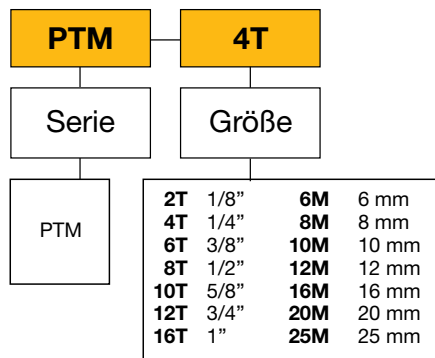 PTM 4T
Serie Größe
PTM
2T 1/8” 6M 6 mm
4T 1/4” 8M 8 mm
6T 3/8” 10M 10 mm
8T 1/2” 12M 12 mm
10T 5/8” 16M 16 mm
12T 3/4” 20M 20 mm
16T 1” 25M 25 mm